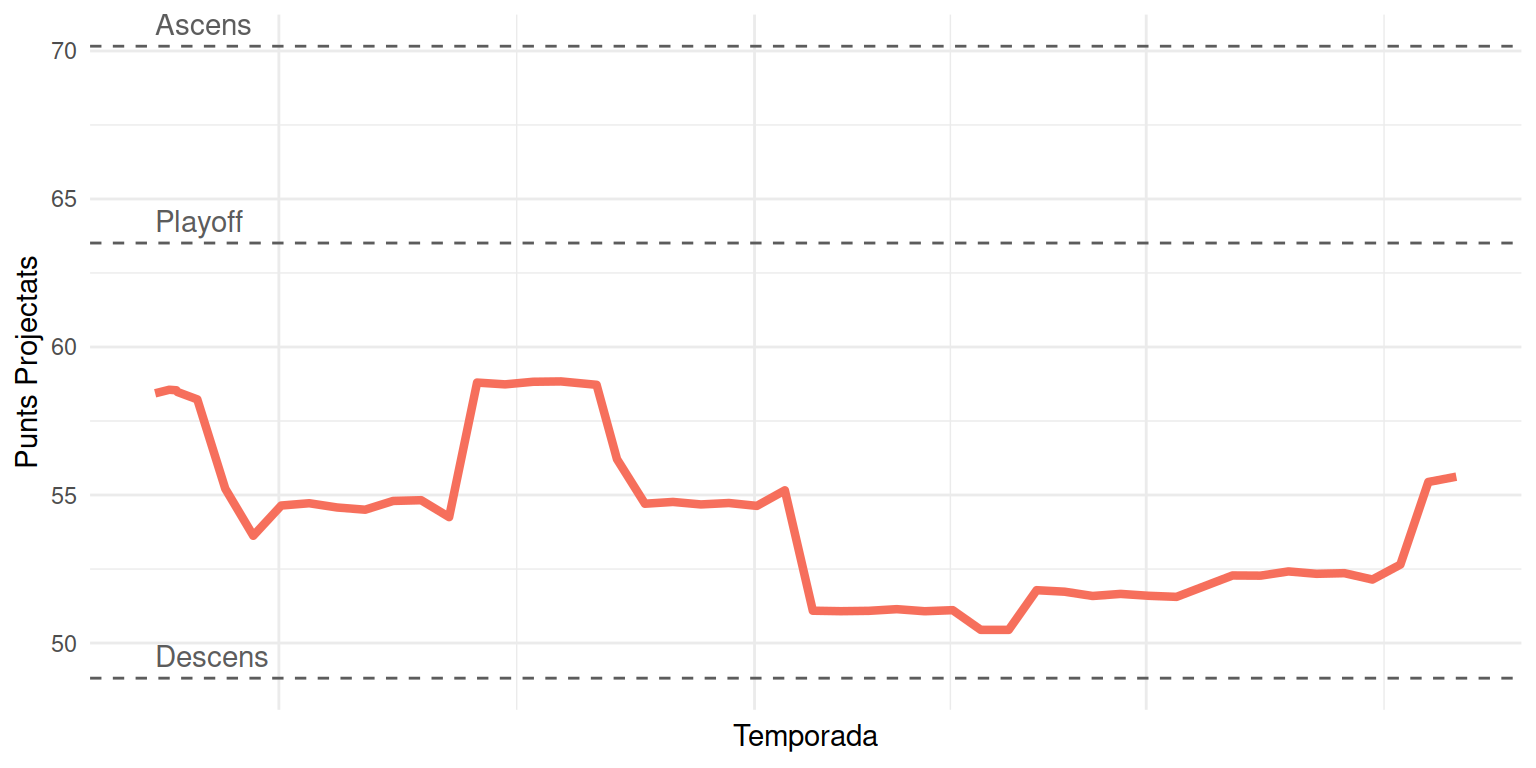 Ascens
70
65
Playoff
Punts Projectats
60
55
50
Descens
Temporada